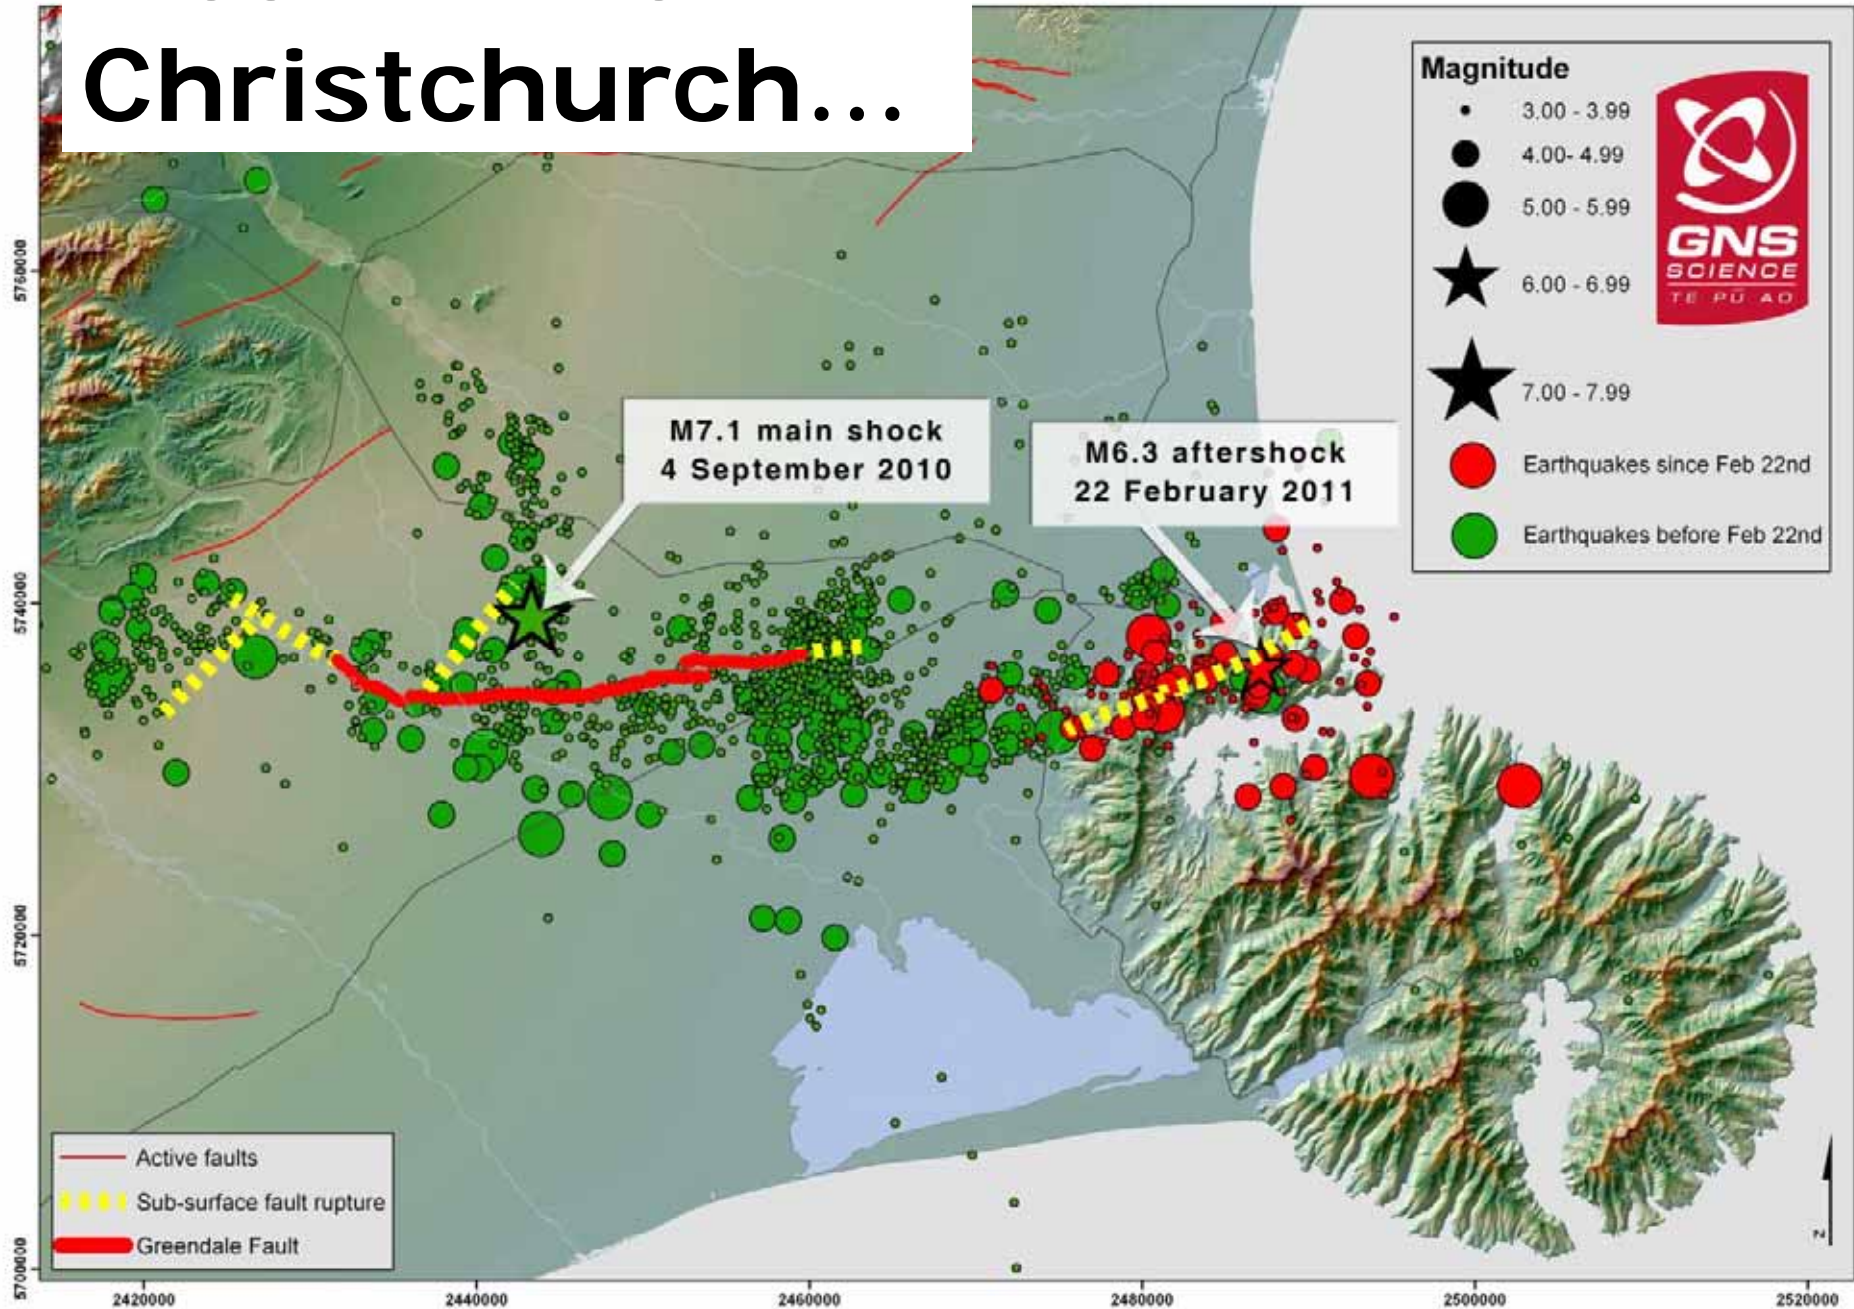 Christchurch...
Magnitude
3.00 - 3.99
4.00- 4.99
5.00 - 5.99
6.00 - 6.99
7.00 - 7.99
Earthquakes since Feb 22nd
Earthquakes before Feb 22nd
GNS
SCIENCE
TE PŪ AO
M7.1 main shock
4 September 2010
M6.3 aftershock
22 February 2011
5760000
5740000
5720000
5700000
Active faults
Sub-surface fault rupture
Greendale Fault
N
2420000
2440000
2460000
2480000
2500000
2520000